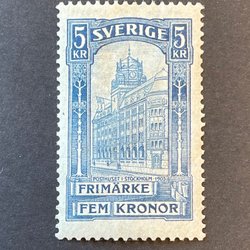 SVERIGE
5 5
KR KR
POSTHUSET I STOCKHOLM 1903
FRIMÄRKE
FEM KRONOR